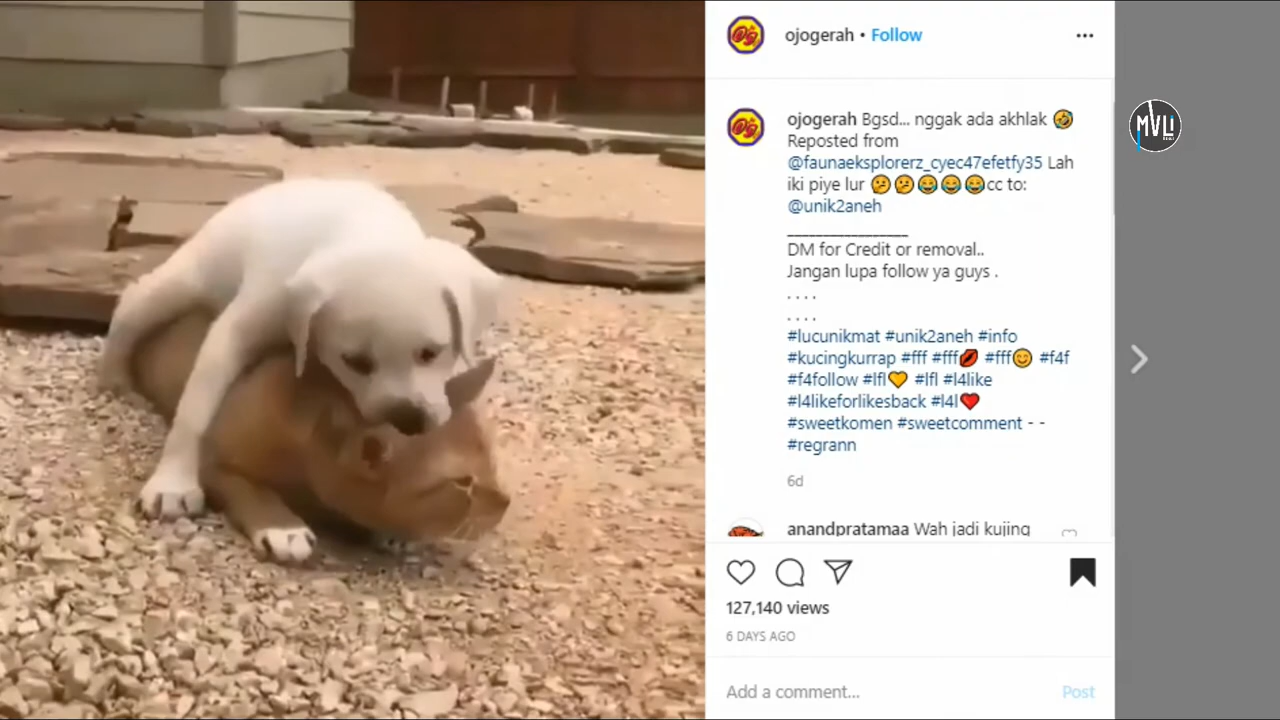 ojogerah • Follow
ojogerah Bgsd... nggak ada akhlak 🤣
Reposted from
@faunaeksplorerz_cyec47efetfy35 Lah
iki piye lur 🤔🤔😂😂😂cc to:
@unik2aneh
_________________
DM for Credit or removal..
Jangan lupa follow ya guys .
. . . .
. . . .
#lucunikmat #unik2aneh #info
#kucingkurrap #fff #fff💋 #fff😊 #f4f
#f4follow #lfl💛 #lfl #l4like
#l4likeforlikesback #l4l❤️
#sweetkomen #sweetcomment - -
#regrann
6d
anandpratamaa Wah jadi kujing
127,140 views
6 DAYS AGO
Add a comment... Post
MVLi